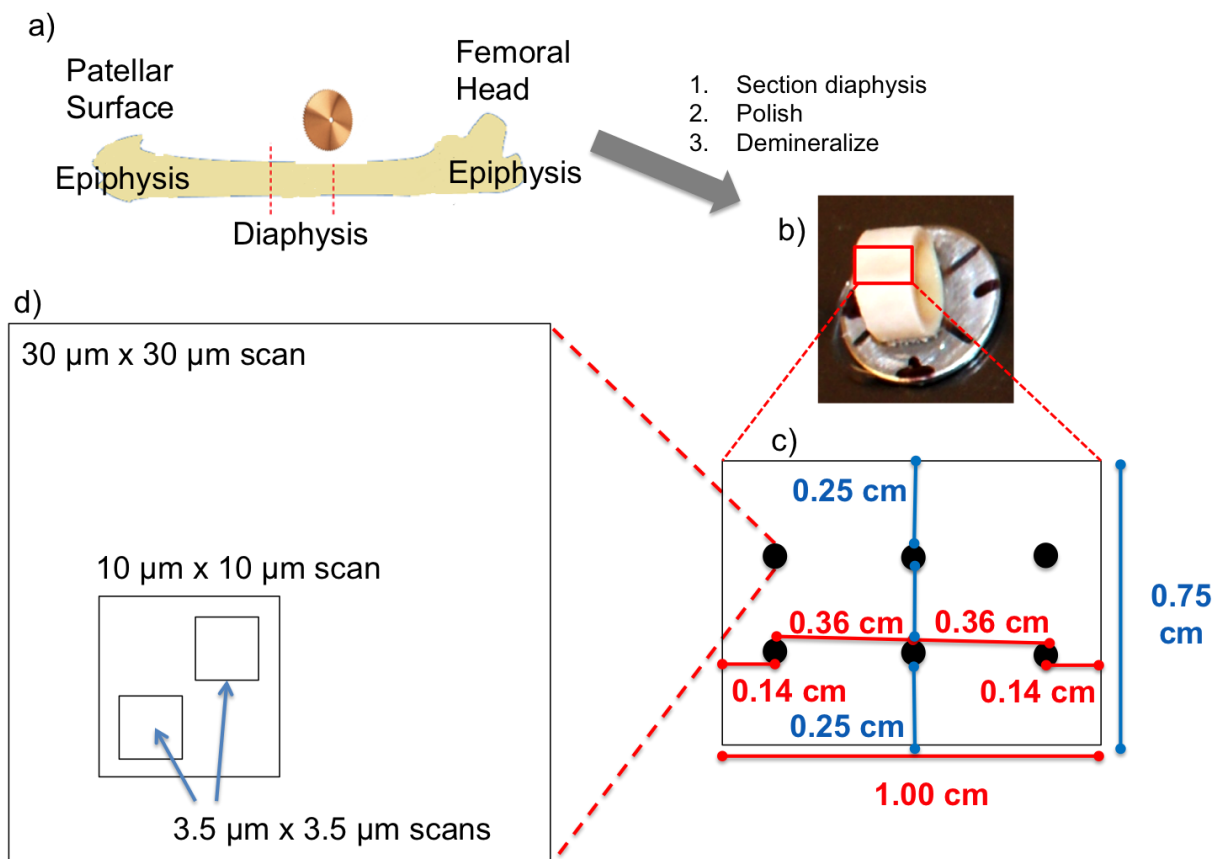 a)
Patellar
Surface
Femoral
Head
Epiphysis
Epiphysis
Diaphysis
1. Section diaphysis
2. Polish
3. Demineralize
b)
c)
0.25 cm
0.36 cm
0.36 cm
0.14 cm
0.14 cm
0.25 cm
0.75
cm
1.00 cm
d)
30 µm x 30 µm scan
10 µm x 10 µm scan
3.5 µm x 3.5 µm scans